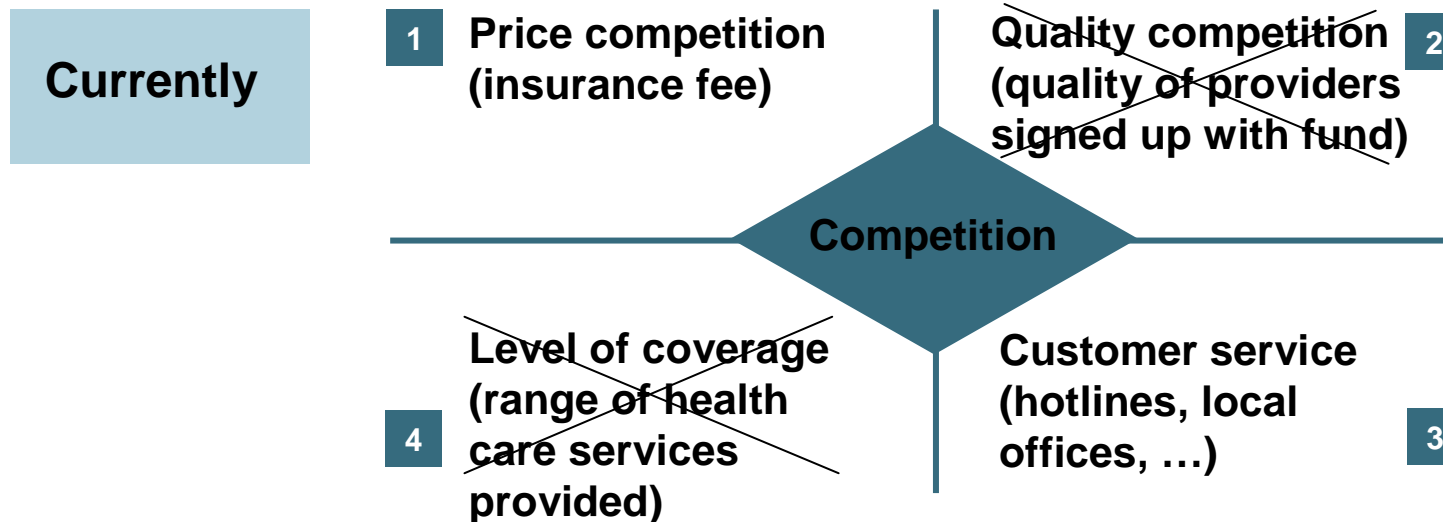 Currently
1
Price competition
(insurance fee)
Quality competition
(quality of providers
signed up with fund)
2
Competition
4
Level of coverage
(range of health
care services
provided)
Customer service
(hotlines, local
offices, …)
3